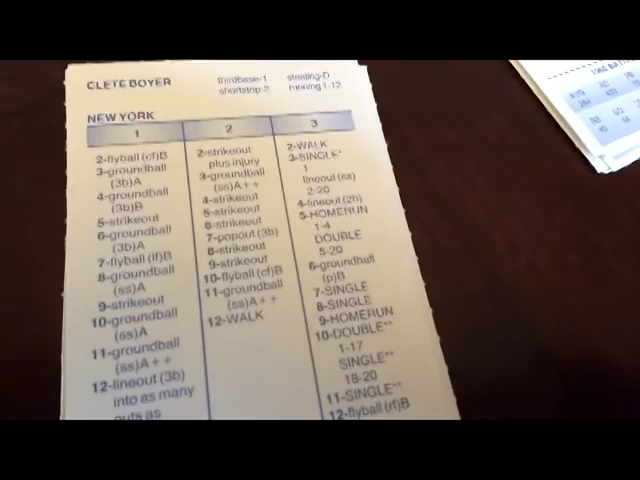 CLETE BOYER
thirdbase-1
shortstop-2
stealing-D
running 1-12
NEW YORK
1
2
3
2-flyball (cf)B
3-groundball
(3b)A
4-groundball
(3b)B
5-strikeout
6-groundball
(3b)A
7-flyball (lf)B
8-groundball
(ss)A
9-strikeout
10-groundball
(ss)A
11-groundball
(ss)A++
12-lineout (3b)
into as many
outs as
2-strikeout
plus injury
3-groundball
(ss)A++
4-strikeout
5-strikeout
6-strikeout
7-popout (3b)
8-strikeout
9-strikeout
10-flyball (cf)B
11-groundball
(ss)A++
12-WALK
2-WALK
3-SINGLE*
1
lineout (ss)
2-20
4-lineout (2b)
5-HOMERUN
1-4
DOUBLE
5-20
6-groundball
(p)B
7-SINGLE
8-SINGLE
9-HOMERUN
10-DOUBLE**
1-17
SINGLE**
18-20
11-SINGLE**
12-flyball (rf)B